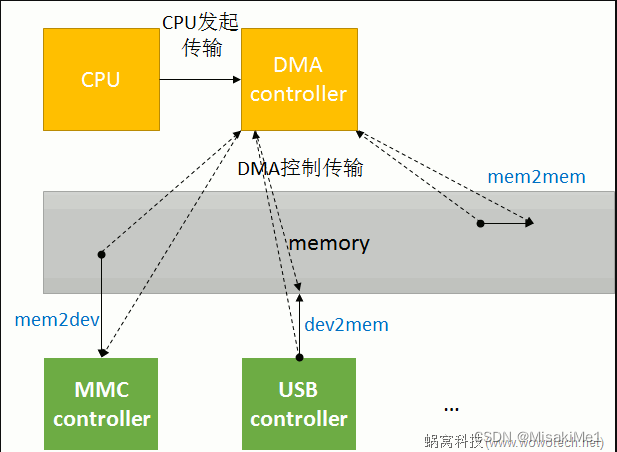 CPU发起
传输
CPU
DMA
controller
DMA控制传输
mem2mem
memory
mem2dev
dev2mem
MMC
controller
USB
controller
...
蜗窝科技(www.wowotech.net)
CSDN @MisakiMe1